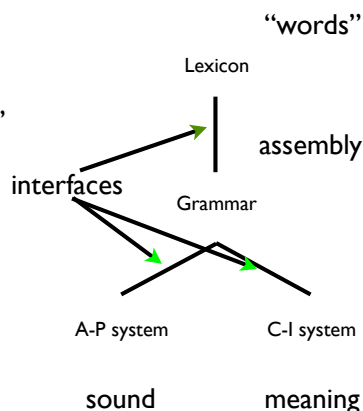 “words”
Lexicon
”
assembly
interfaces
Grammar
A-P system
C-I system
sound
meaning